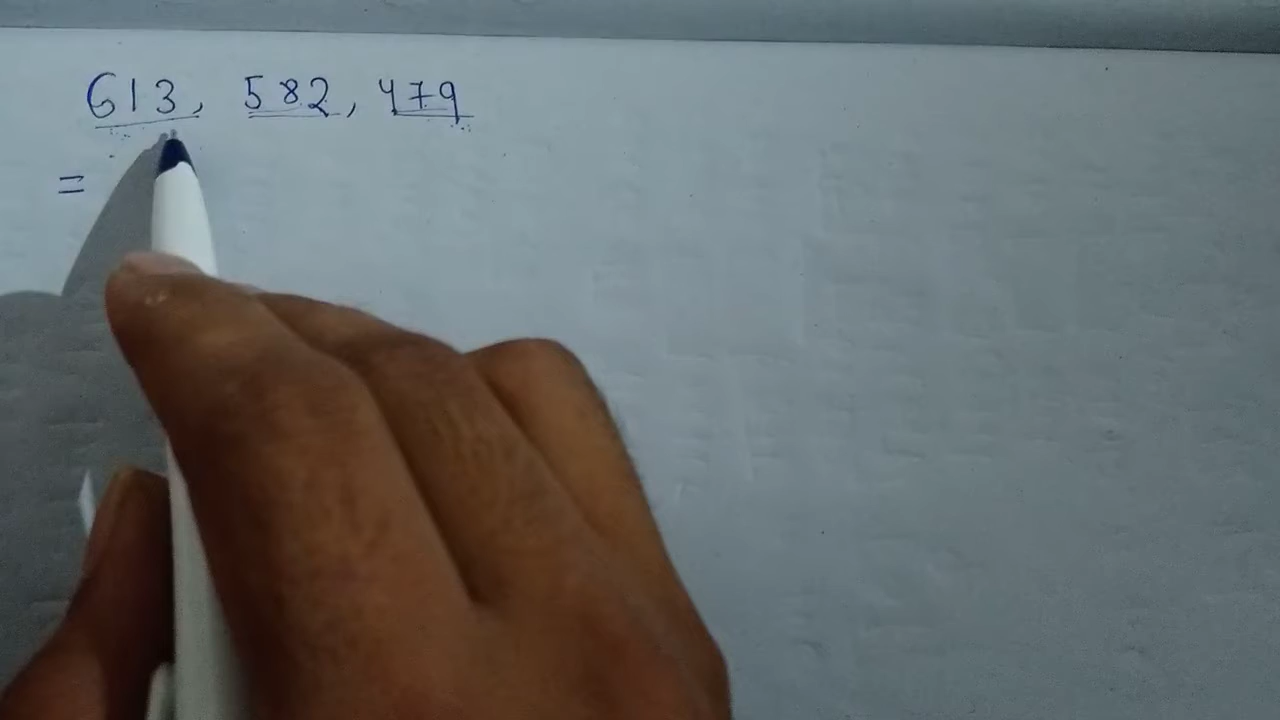 613, 582, 479
=